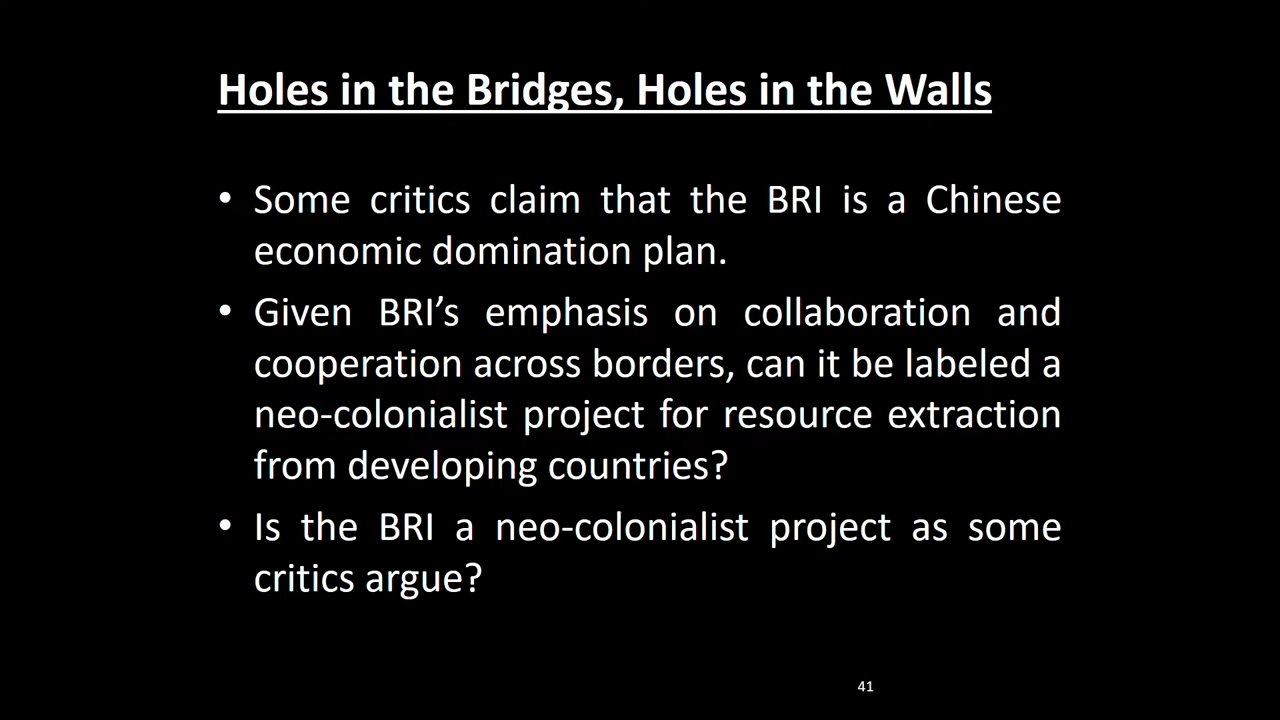 Holes in the Bridges, Holes in the Walls
• Some critics claim that the BRI is a Chinese
economic domination plan.
• Given BRI’s emphasis on collaboration and
cooperation across borders, can it be labeled a
neo-colonialist project for resource extraction
from developing countries?
• Is the BRI a neo-colonialist project as some
critics argue?
41